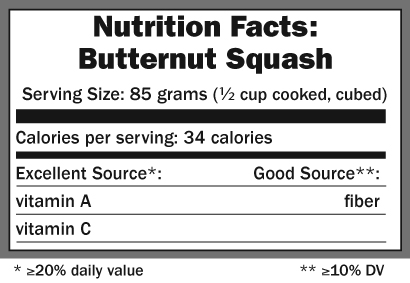 Nutrition Facts:
Butternut Squash
Serving Size: 85 grams (½ cup cooked, cubed)
Calories per serving: 34 calories
Excellent Source*: Good Source**:
vitamin A fiber
vitamin C
* ≥20% daily value ** ≥10% DV